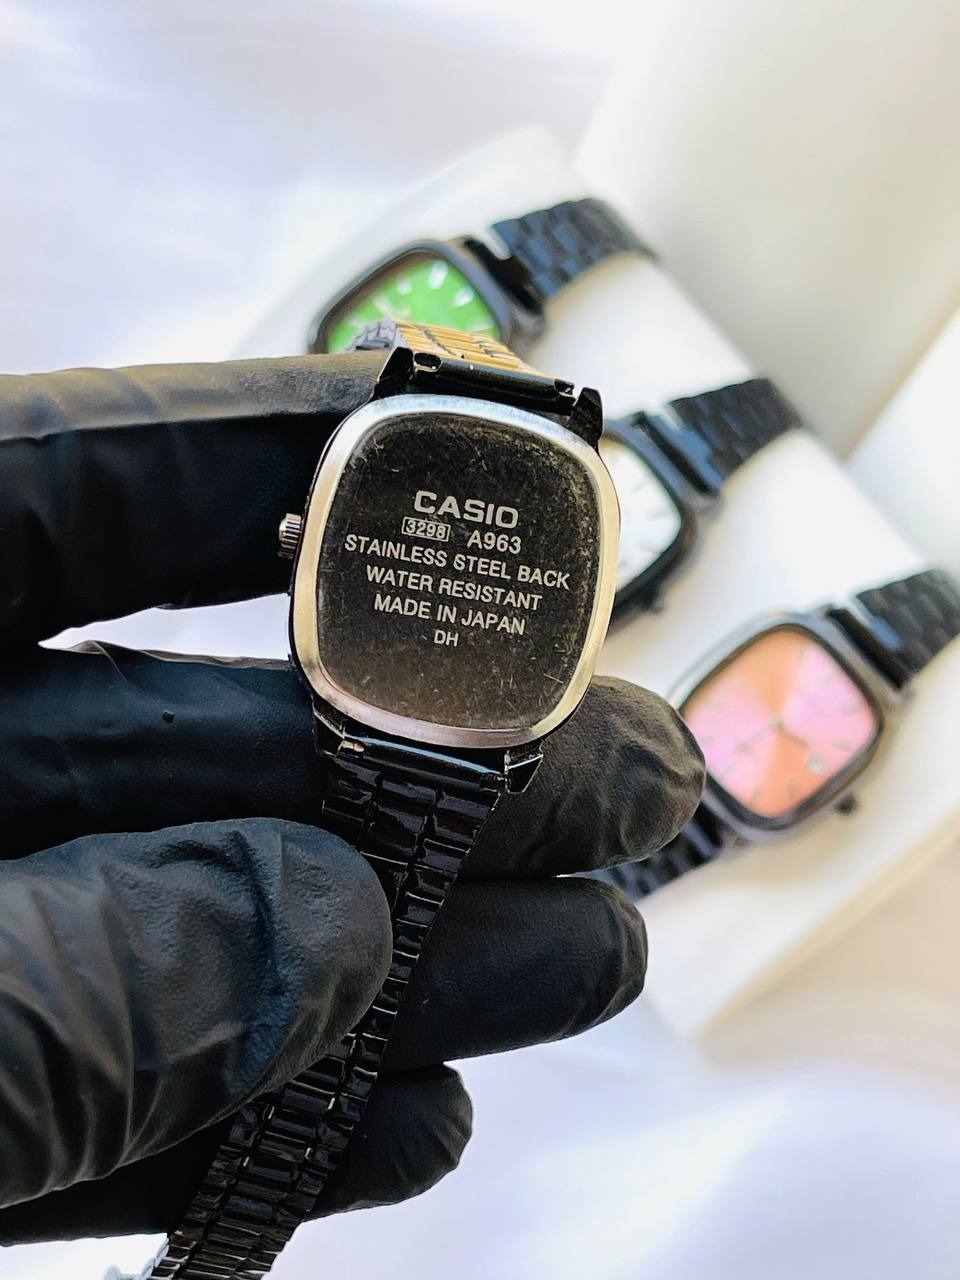 CASIO
3298 A963
STAINLESS STEEL BACK
WATER RESISTANT
MADE IN JAPAN
DH